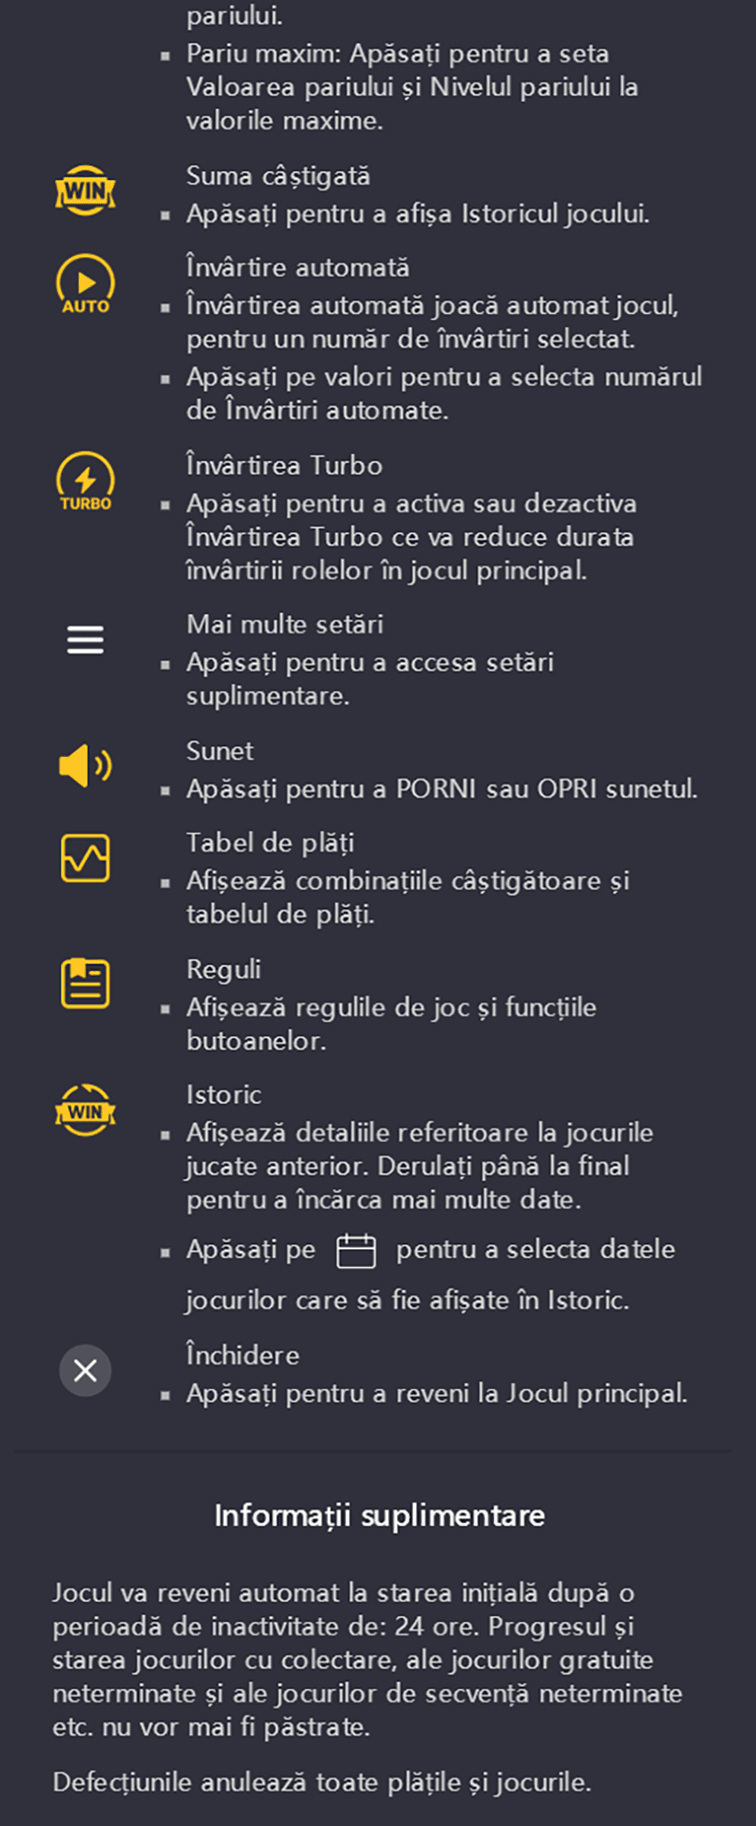 pariului.
Pariu maxim: Apăsați pentru a seta
Valoarea pariului și Nivelul pariului la
valorile maxime.
WIN
Suma câștigată
Apăsați pentru a afișa Istoricul jocului.
AUTO
Învârtire automată
Învârtirea automată joacă automat jocul,
pentru un număr de învârtiri selectat.
Apăsați pe valori pentru a selecta numărul
de Învârtiri automate.
TURBO
Învârtirea Turbo
Apăsați pentru a activa sau dezactiva
Învârtirea Turbo ce va reduce durata
învârtirii rolelor în jocul principal.
Mai multe setări
Apăsați pentru a accesa setări
suplimentare.
Sunet
Apăsați pentru a PORNI sau OPRI sunetul.
Tabel de plăți
Afișează combinațiile câștigătoare și
tabelul de plăți.
Reguli
Afișează regulile de joc și funcțiile
butoanelor.
WIN
Istoric
Afișează detaliile referitoare la jocurile
jucate anterior. Derulați până la final
pentru a încărca mai multe date.
Apăsați pe pentru a selecta datele
jocurilor care să fie afișate în Istoric.
Închidere
Apăsați pentru a reveni la Jocul principal.
Informații suplimentare
Jocul va reveni automat la starea inițială după o
perioadă de inactivitate de: 24 ore. Progresul și
starea jocurilor cu colectare, ale jocurilor gratuite
neterminate și ale jocurilor de secvență neterminate
etc. nu vor mai fi păstrate.
Defecțiunile anulează toate plățile și jocurile.